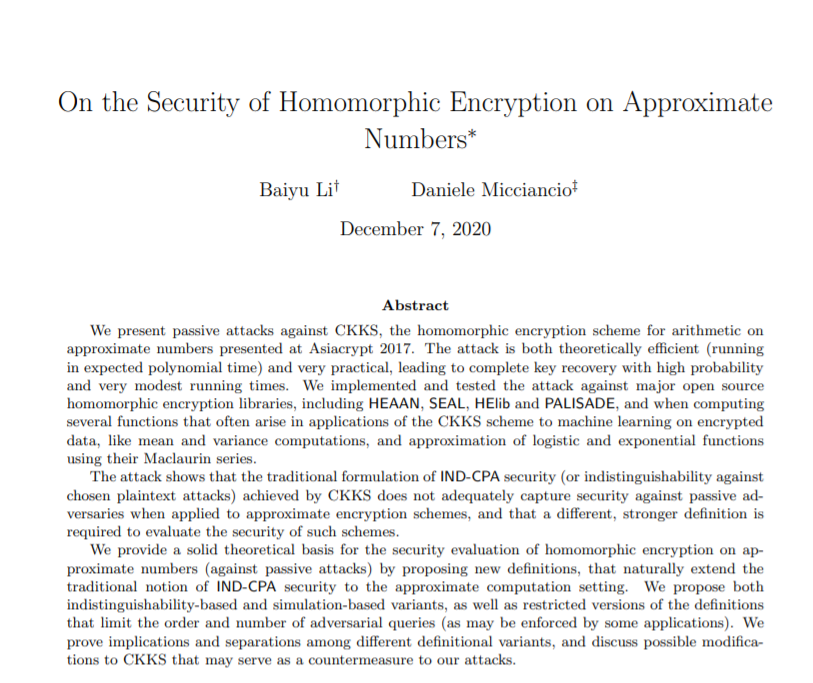 On the Security of Homomorphic Encryption on Approximate
Numbers*
Baiyu Li† Daniele Micciancio‡
December 7, 2020
Abstract
We present passive attacks against CKKS, the homomorphic encryption scheme for arithmetic on
approximate numbers presented at Asiacrypt 2017. The attack is both theoretically efficient (running
in expected polynomial time) and very practical, leading to complete key recovery with high probability
and very modest running times. We implemented and tested the attack against major open source
homomorphic encryption libraries, including HEAAN, SEAL, HElib and PALISADE, and when computing
several functions that often arise in applications of the CKKS scheme to machine learning on encrypted
data, like mean and variance computations, and approximation of logistic and exponential functions
using their Maclaurin series.
The attack shows that the traditional formulation of IND-CPA security (or indistinguishability against
chosen plaintext attacks) achieved by CKKS does not adequately capture security against passive ad-
versaries when applied to approximate encryption schemes, and that a different, stronger definition is
required to evaluate the security of such schemes.
We provide a solid theoretical basis for the security evaluation of homomorphic encryption on ap-
proximate numbers (against passive attacks) by proposing new definitions, that naturally extend the
traditional notion of IND-CPA security to the approximate computation setting. We propose both
indistinguishability-based and simulation-based variants, as well as restricted versions of the definitions
that limit the order and number of adversarial queries (as may be enforced by some applications). We
prove implications and separations among different definitional variants, and discuss possible modifica-
tions to CKKS that may serve as a countermeasure to our attacks.